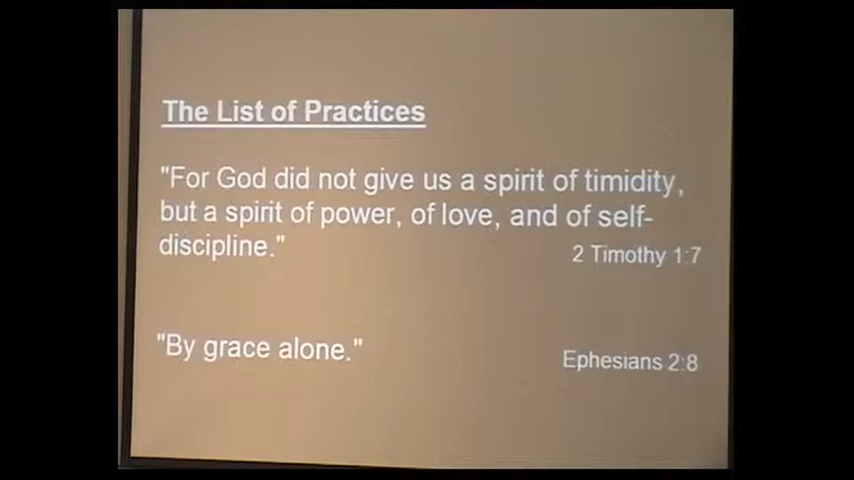 The List of Practices
"For God did not give us a spirit of timidity,
but a spirit of power, of love, and of self-
discipline."
2 Timothy 1:7
"By grace alone."
Ephesians 2:8